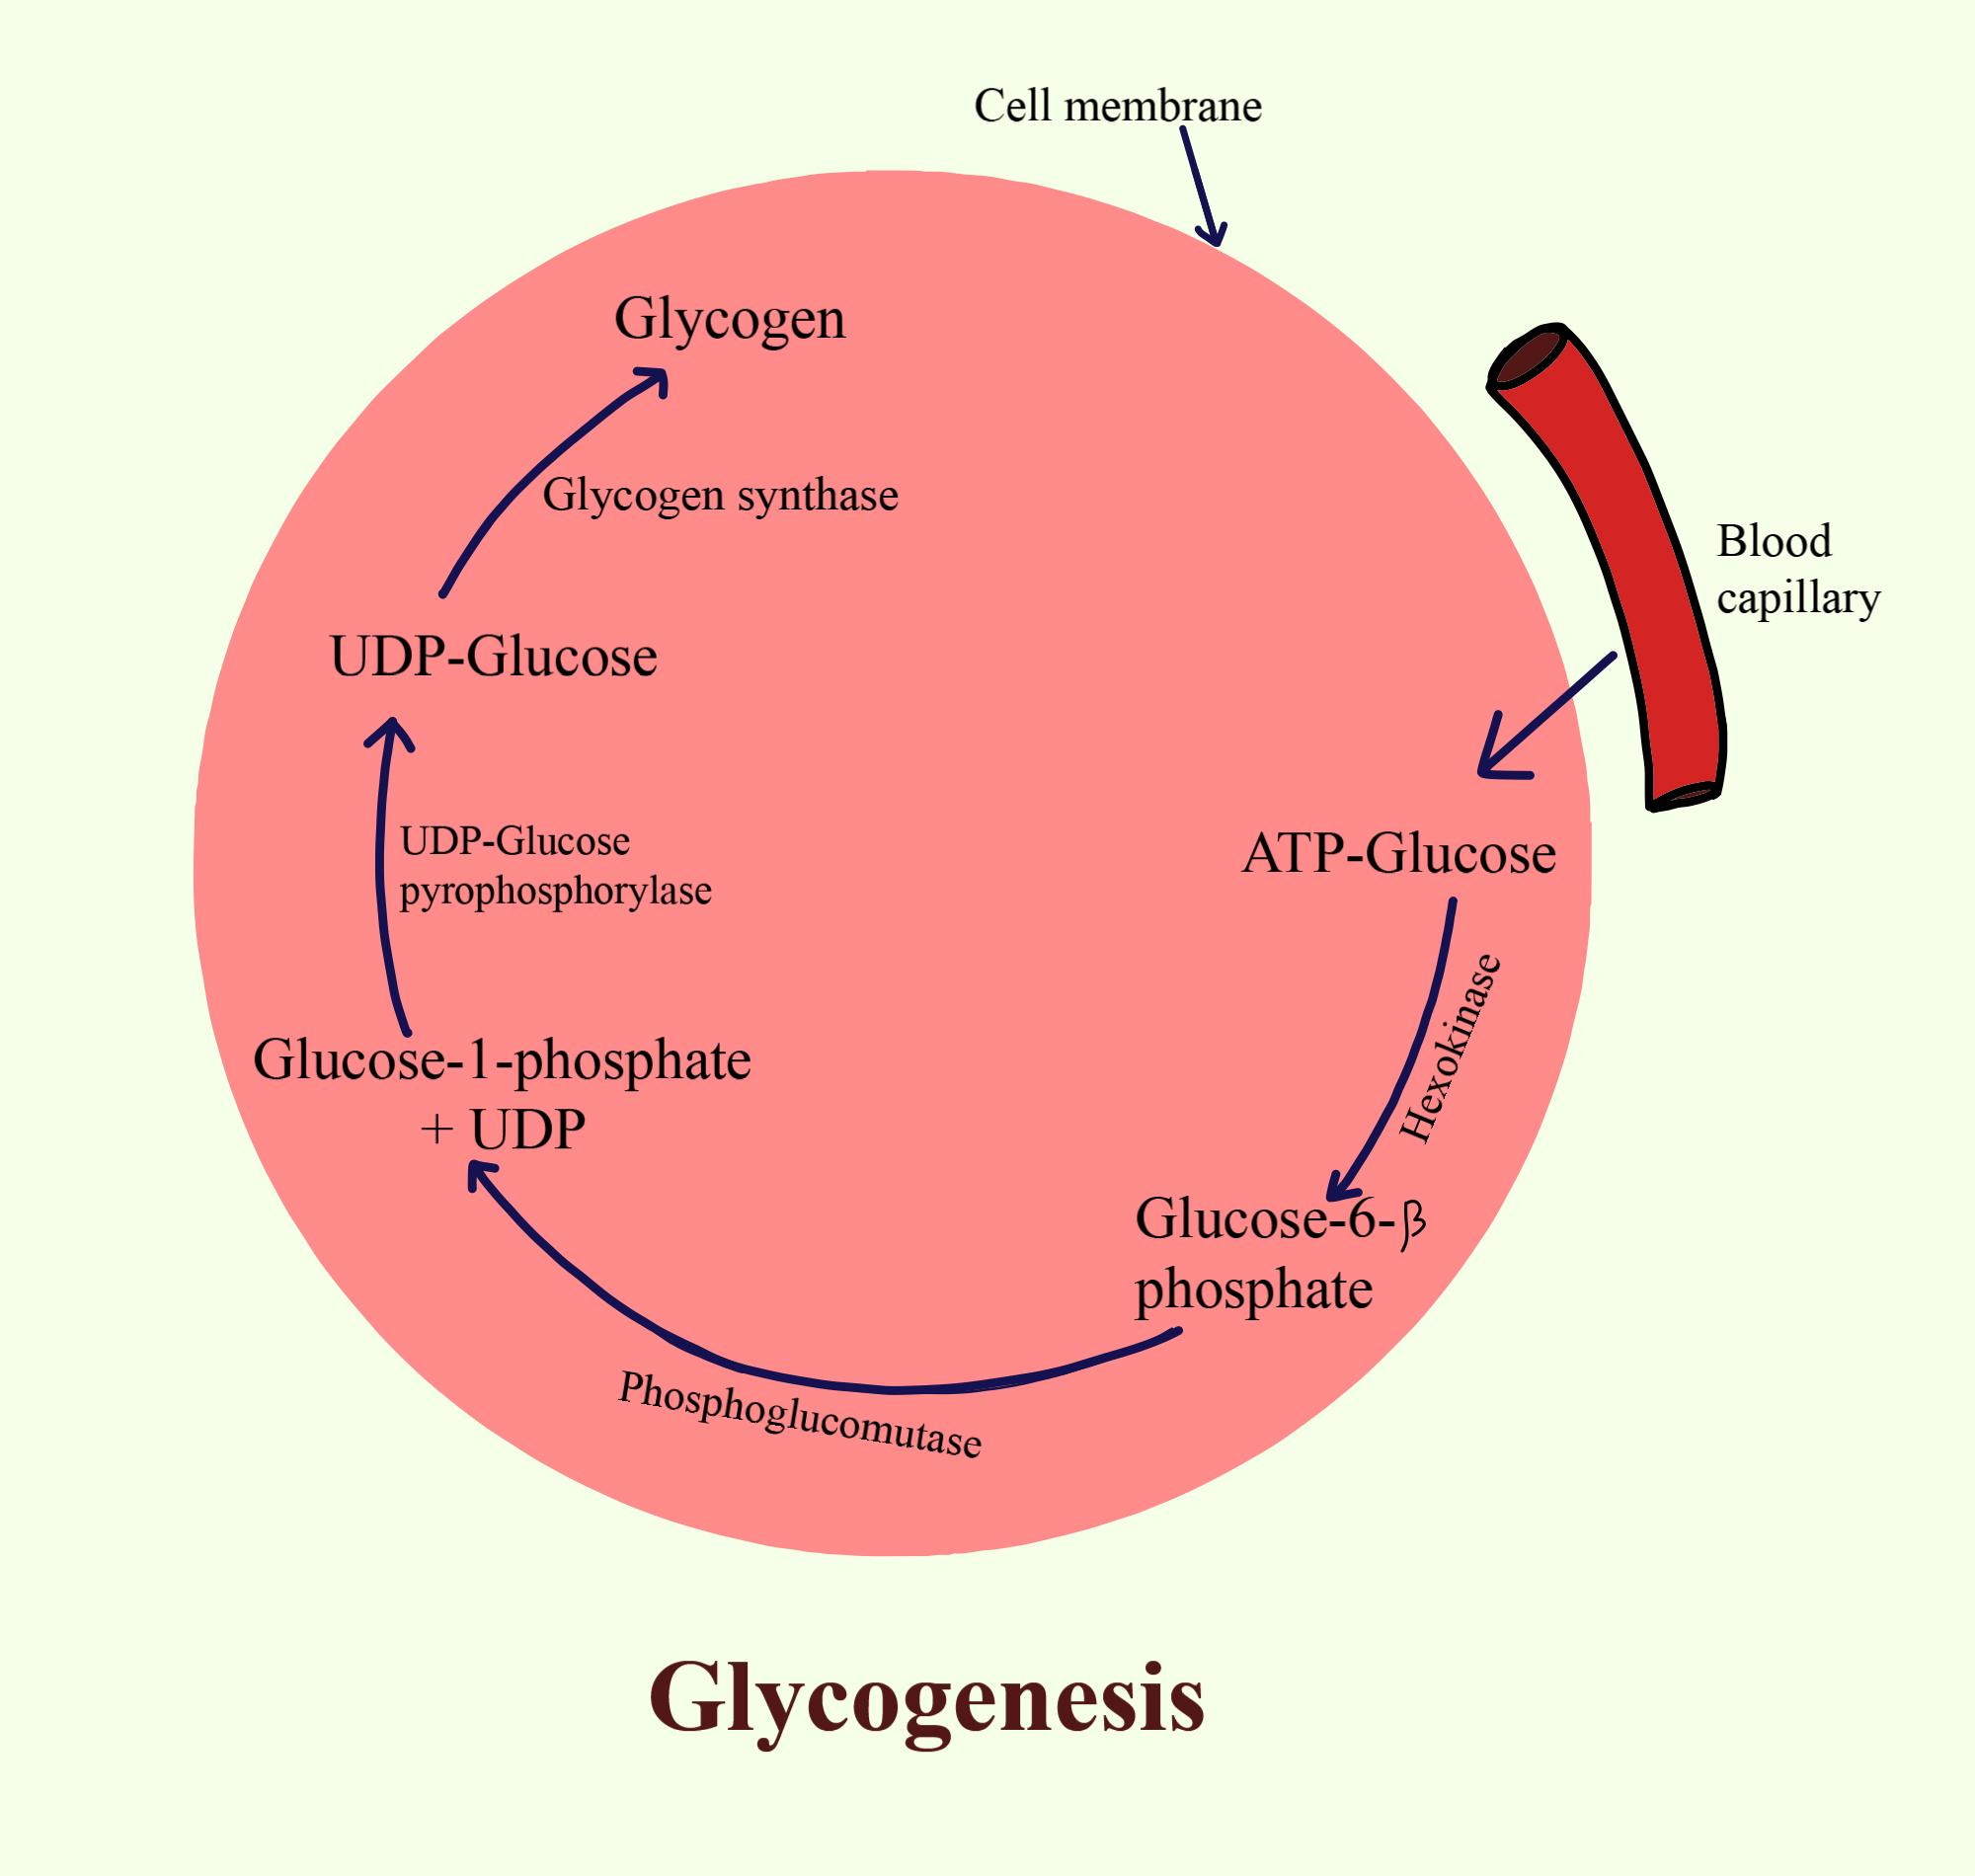 Cell membrane
Glycogen
Glycogen synthase
Blood
capillary
UDP-Glucose
UDP-Glucose
pyrophosphorylase
ATP-Glucose
Hexokinase
Glucose-1-phosphate
+ UDP
Glucose-6-β
phosphate
Phosphoglucomutase
Glycogenesis